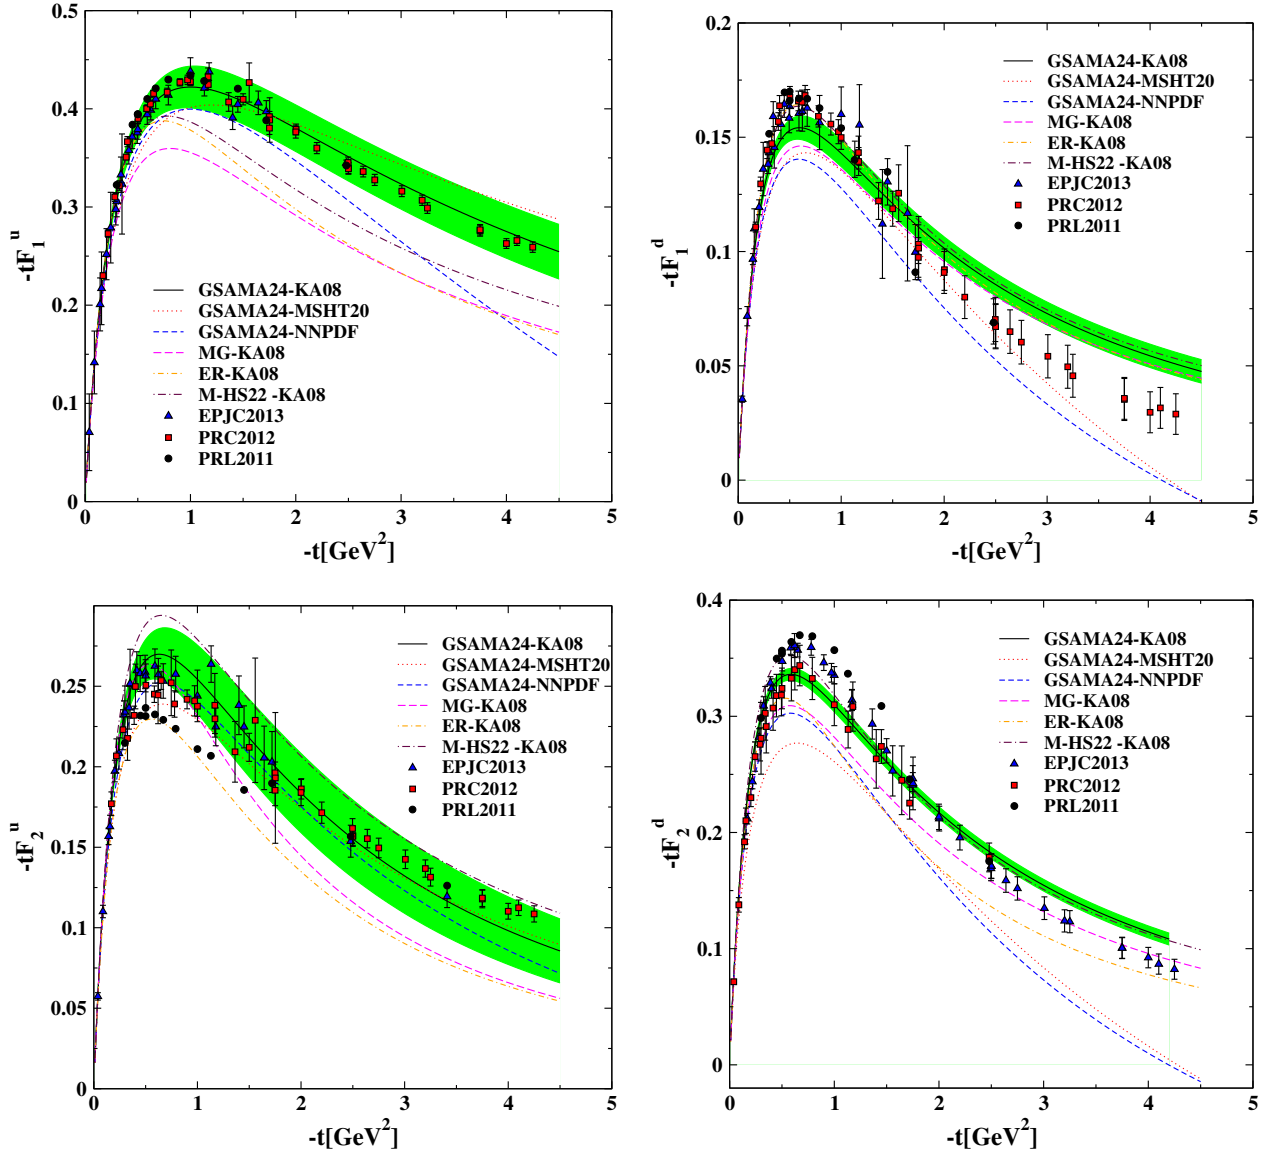 0.5
0.4
0.3
0.2
0.1
0
0 1 2 3 4 5
-tF₁ᵘ
-t[GeV²]
GSAMA24-KA08
GSAMA24-MSHT20
GSAMA24-NNPDF
MG-KA08
ER-KA08
M-HS22 -KA08
EPJC2013
PRC2012
PRL2011
0.2
0.15
0.1
0.05
0
0 1 2 3 4 5
-tF₁ᵈ
-t[GeV²]
GSAMA24-KA08
GSAMA24-MSHT20
GSAMA24-NNPDF
MG-KA08
ER-KA08
M-HS22 -KA08
EPJC2013
PRC2012
PRL2011
0.25
0.2
0.15
0.1
0.05
0
0 1 2 3 4 5
-tF₂ᵘ
-t[GeV²]
GSAMA24-KA08
GSAMA24-MSHT20
GSAMA24-NNPDF
MG-KA08
ER-KA08
M-HS22 -KA08
EPJC2013
PRC2012
PRL2011
0.4
0.3
0.2
0.1
0
0 1 2 3 4 5
-tF₂ᵈ
-t[GeV²]
GSAMA24-KA08
GSAMA24-MSHT20
GSAMA24-NNPDF
MG-KA08
ER-KA08
M-HS22 -KA08
EPJC2013
PRC2012
PRL2011